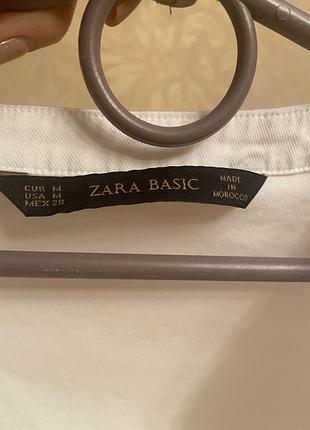 EUR M
USA M
MEX 28
ZARA BASIC
MADE
IN
MOROCCO